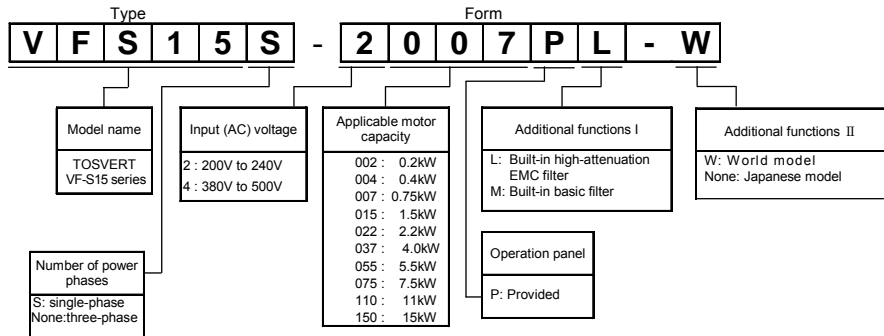 Type
Form
V F S 1 5 S - 2 0 0 7 P L - W
Model name
TOSVERT
VF-S15 series
Input (AC) voltage
2 : 200V to 240V
4 : 380V to 500V
Applicable motor
capacity
002 : 0.2kW
004 : 0.4kW
007 : 0.75kW
015 : 1.5kW
022 : 2.2kW
037 : 4.0kW
055 : 5.5kW
075 : 7.5kW
110 : 11kW
150 : 15kW
Additional functions I
L: Built-in high-attenuation
EMC filter
M: Built-in basic filter
Additional functions II
W: World model
None: Japanese model
Number of power
phases
S: single-phase
None:three-phase
Operation panel
P: Provided